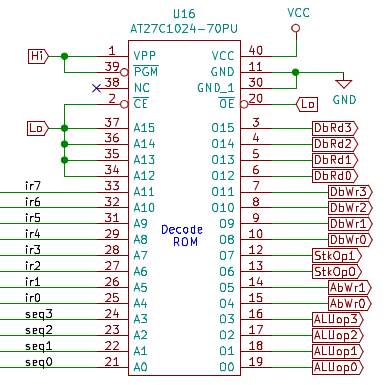 U16
AT27C1024-70PU
VCC
Hi 1 VPP VCC 40
39 PGM GND 11
38 NC GND_1 30 GND
2 CE OE 20 Lo
Lo 37 A15 O15 3 DbRd3
36 A14 O14 4 DbRd2
35 A13 O13 5 DbRd1
34 A12 O12 6 DbRd0
ir7 33 A11 O11 7 DbWr3
ir6 32 A10 O10 8 DbWr2
ir5 31 A9 O9 9 DbWr1
ir4 29 A8 Decode O8 10 DbWr0
ir3 28 A7 ROM O7 12 StkOp1
ir2 27 A6 O6 13 StkOp0
ir1 26 A5 O5 14 AbWr1
ir0 25 A4 O4 15 AbWr0
seq3 24 A3 O3 16 ALUop3
seq2 23 A2 O2 17 ALUop2
seq1 22 A1 O1 18 ALUop1
seq0 21 A0 O0 19 ALUop0